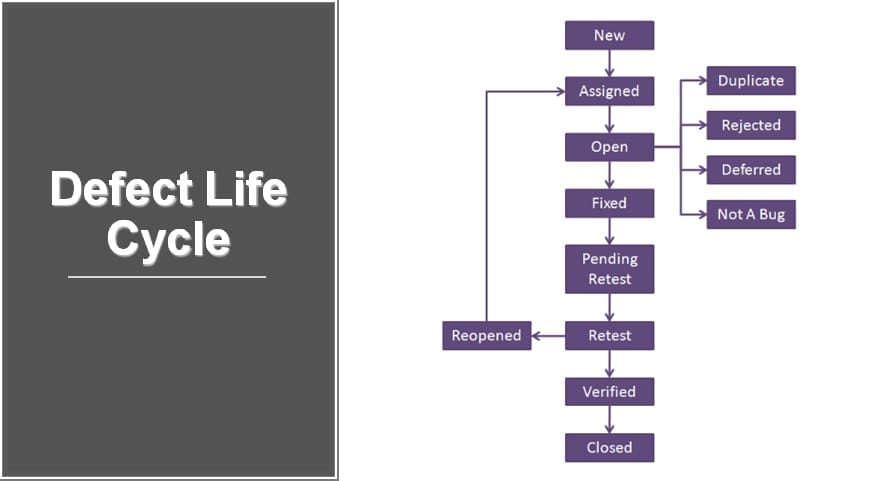 Defect Life
Cycle
New
Assigned
Open
Duplicate
Rejected
Deferred
Not A Bug
Fixed
Pending
Retest
Reopened
Retest
Verified
Closed